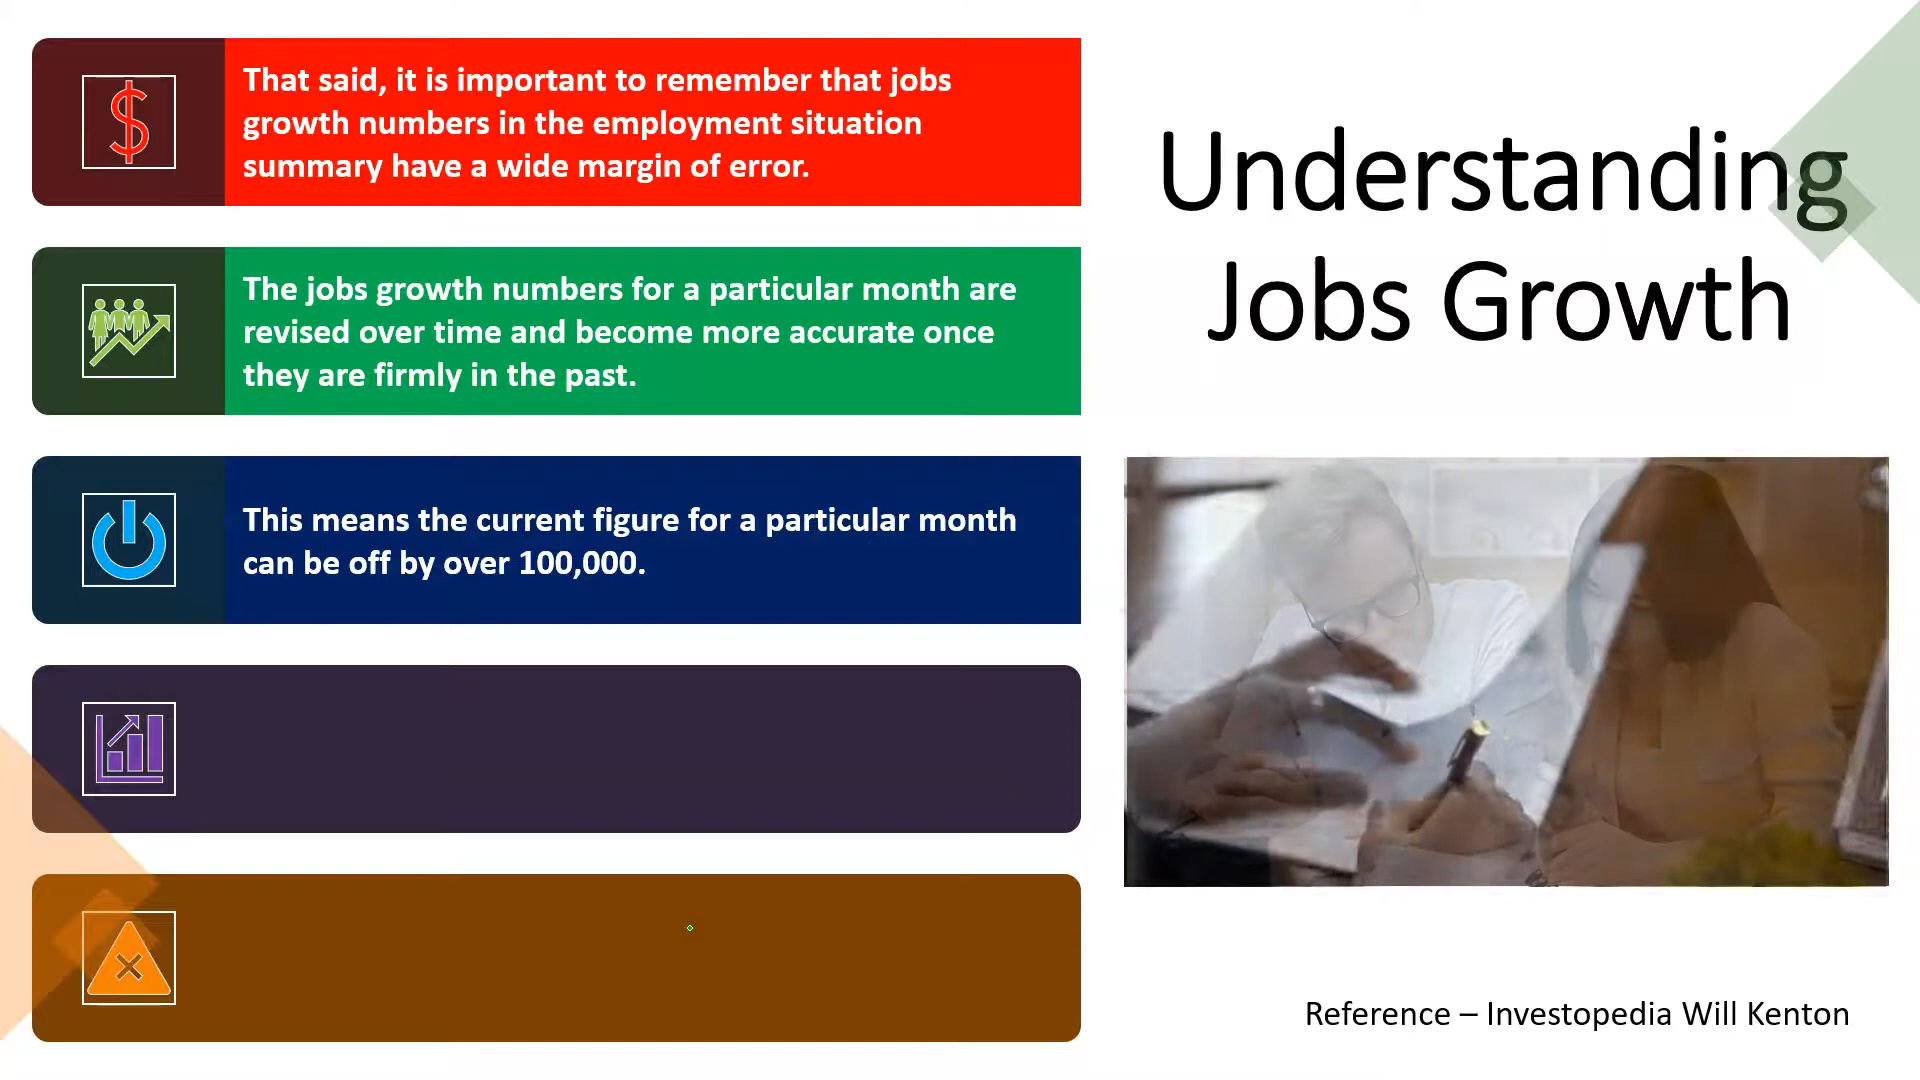 That said, it is important to remember that jobs
growth numbers in the employment situation
summary have a wide margin of error.
The jobs growth numbers for a particular month are
revised over time and become more accurate once
they are firmly in the past.
This means the current figure for a particular month
can be off by over 100,000.
Understanding
Jobs Growth
Reference – Investopedia Will Kenton